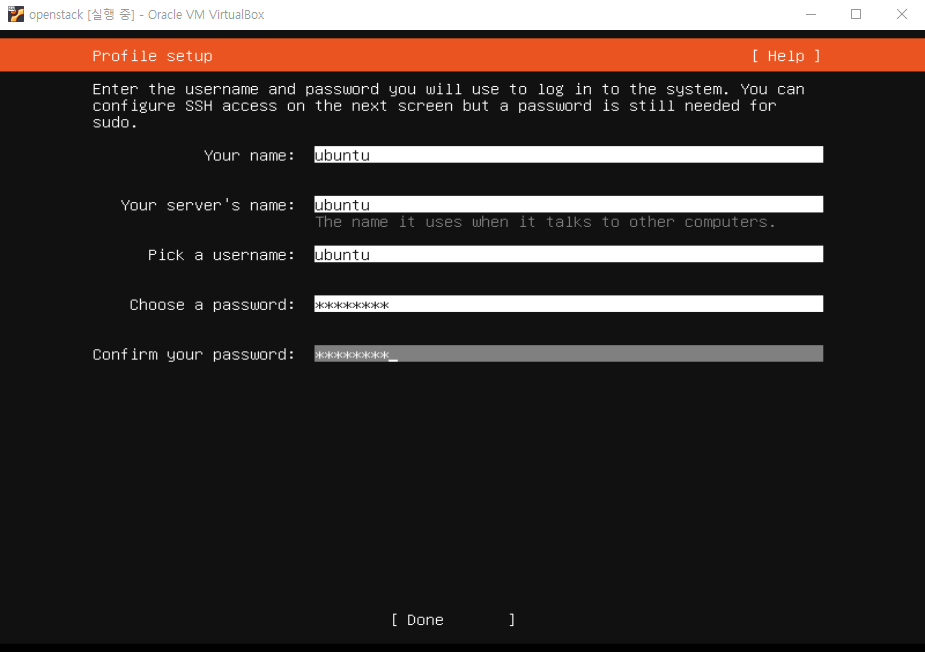 openstack [실행 중] - Oracle VM VirtualBox
Profile setup [ Help ]
Enter the username and password you will use to log in to the system. You can
configure SSH access on the next screen but a password is still needed for
sudo.
Your name: ubuntu
Your server's name: ubuntu
The name it uses when it talks to other computers.
Pick a username: ubuntu
Choose a password: ********
Confirm your password: ********_
[ Done ]